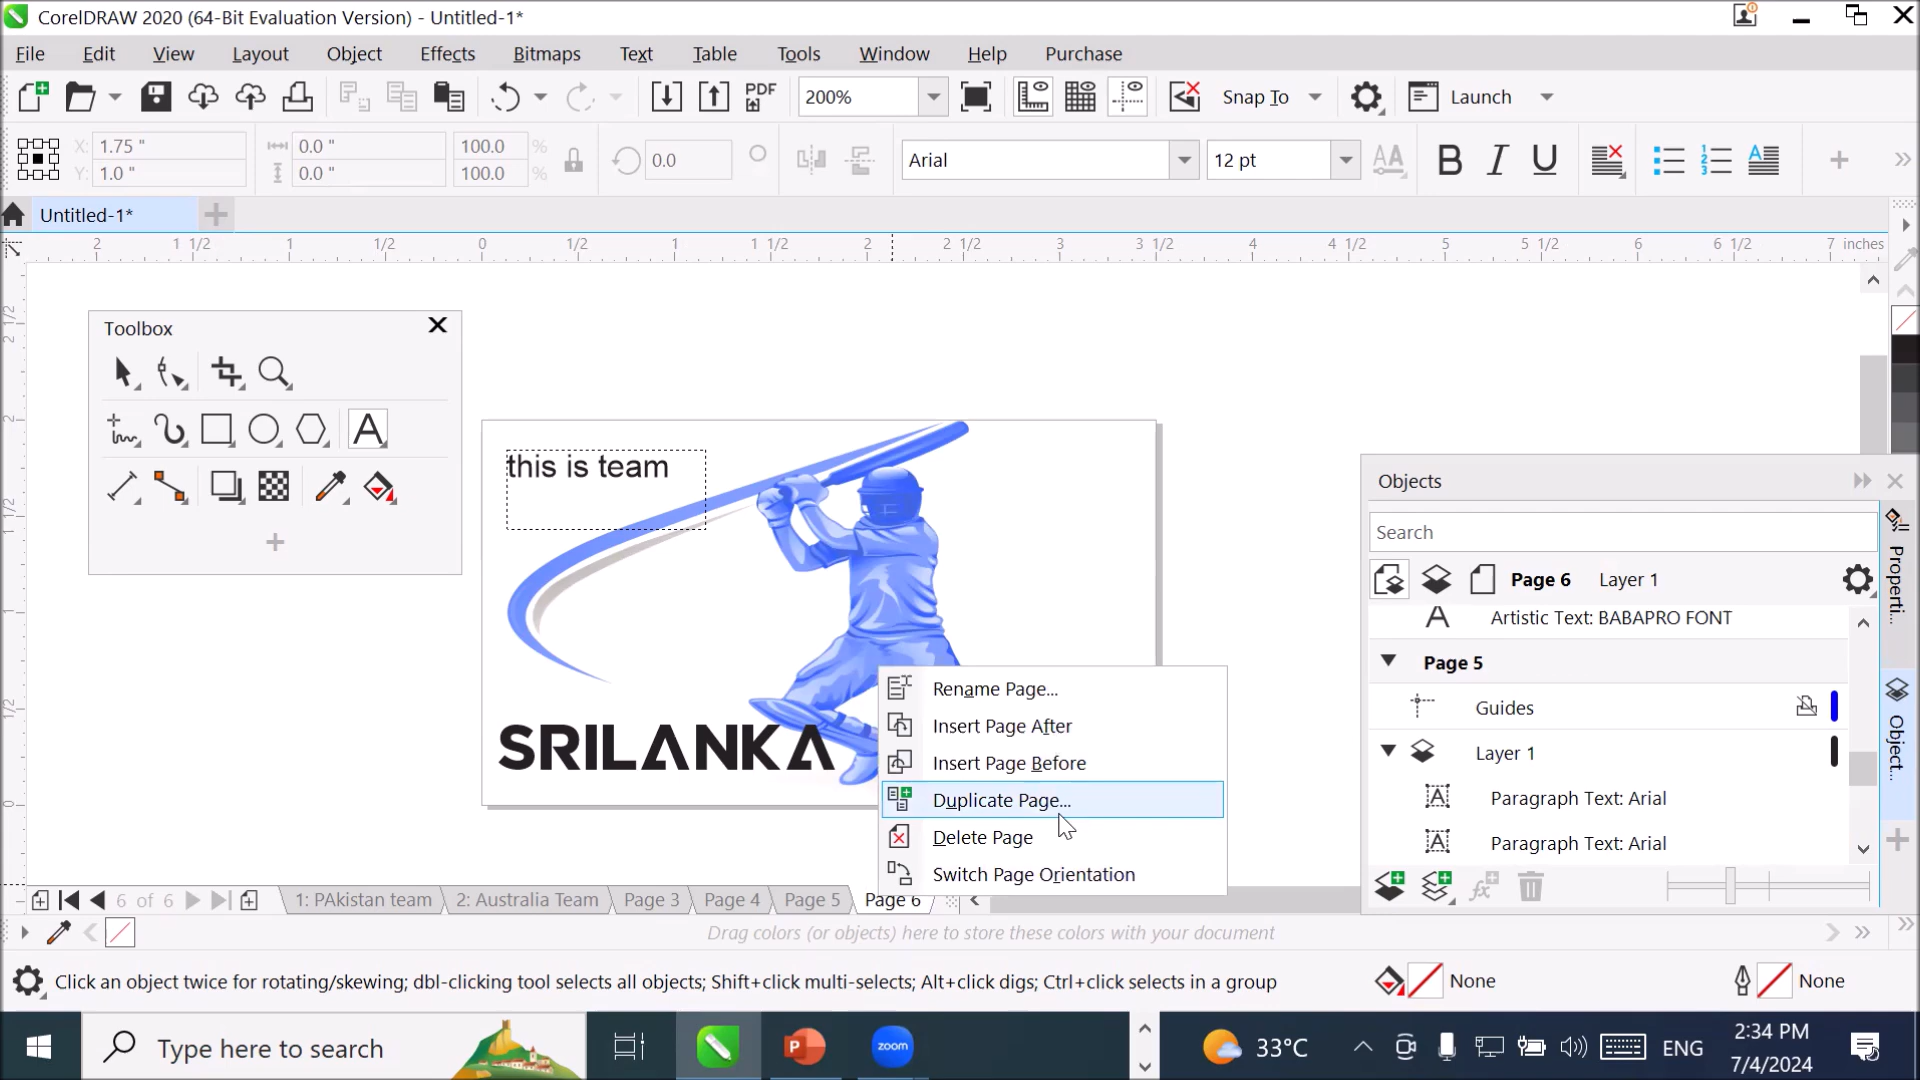 CorelDRAW 2020 (64-Bit Evaluation Version) - Untitled-1*
File Edit View Layout Object Effects Bitmaps Text Table Tools Window Help Purchase
PDF 200% Snap To Launch
X: 1.75 " 0.0 " 100.0 % 0.0 Arial 12 pt B I U
Y: 1.0 " 0.0 " 100.0 %
Untitled-1*
2 1 1/2 1 1/2 0 1/2 1 1 1/2 2 2 1/2 3 3 1/2 4 4 1/2 5 5 1/2 6 6 1/2 7 inches
Toolbox
this is team
SRILANKA
Rename Page...
Insert Page After
Insert Page Before
Duplicate Page...
Delete Page
Switch Page Orientation
Objects
Search
Page 6 Layer 1
Artistic Text: BABAPRO FONT
Page 5
Guides
Layer 1
Paragraph Text: Arial
Paragraph Text: Arial
Properti...
Object...
6 of 6 1: PAkistan team 2: Australia Team Page 3 Page 4 Page 5 Page 6
Drag colors (or objects) here to store these colors with your document
Click an object twice for rotating/skewing; dbl-clicking tool selects all objects; Shift+click multi-selects; Alt+click digs; Ctrl+click selects in a group None None
Type here to search zoom 33°C ENG 2:34 PM
7/4/2024